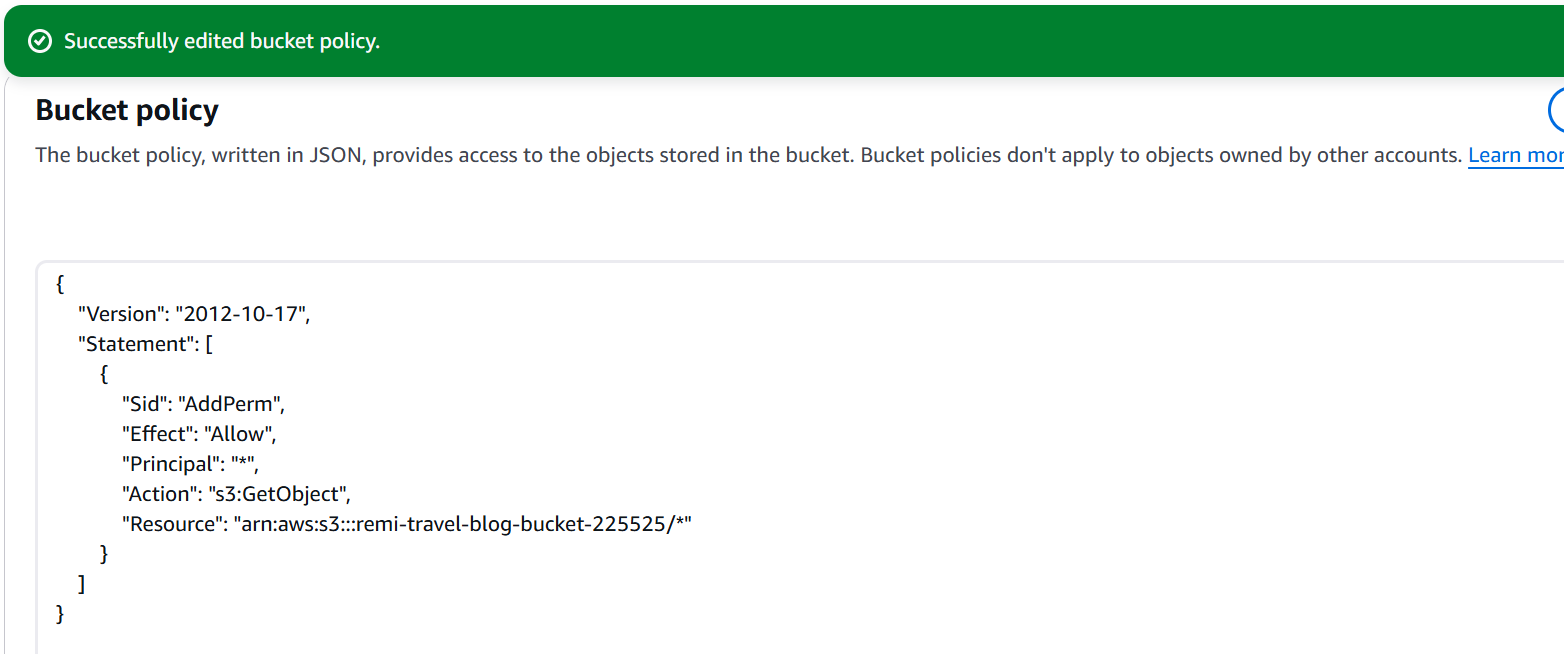 Successfully edited bucket policy.
Bucket policy
The bucket policy, written in JSON, provides access to the objects stored in the bucket. Bucket policies don't apply to objects owned by other accounts. Learn mor
{
"Version": "2012-10-17",
"Statement": [
{
"Sid": "AddPerm",
"Effect": "Allow",
"Principal": "*",
"Action": "s3:GetObject",
"Resource": "arn:aws:s3:::remi-travel-blog-bucket-225525/*"
}
]
}